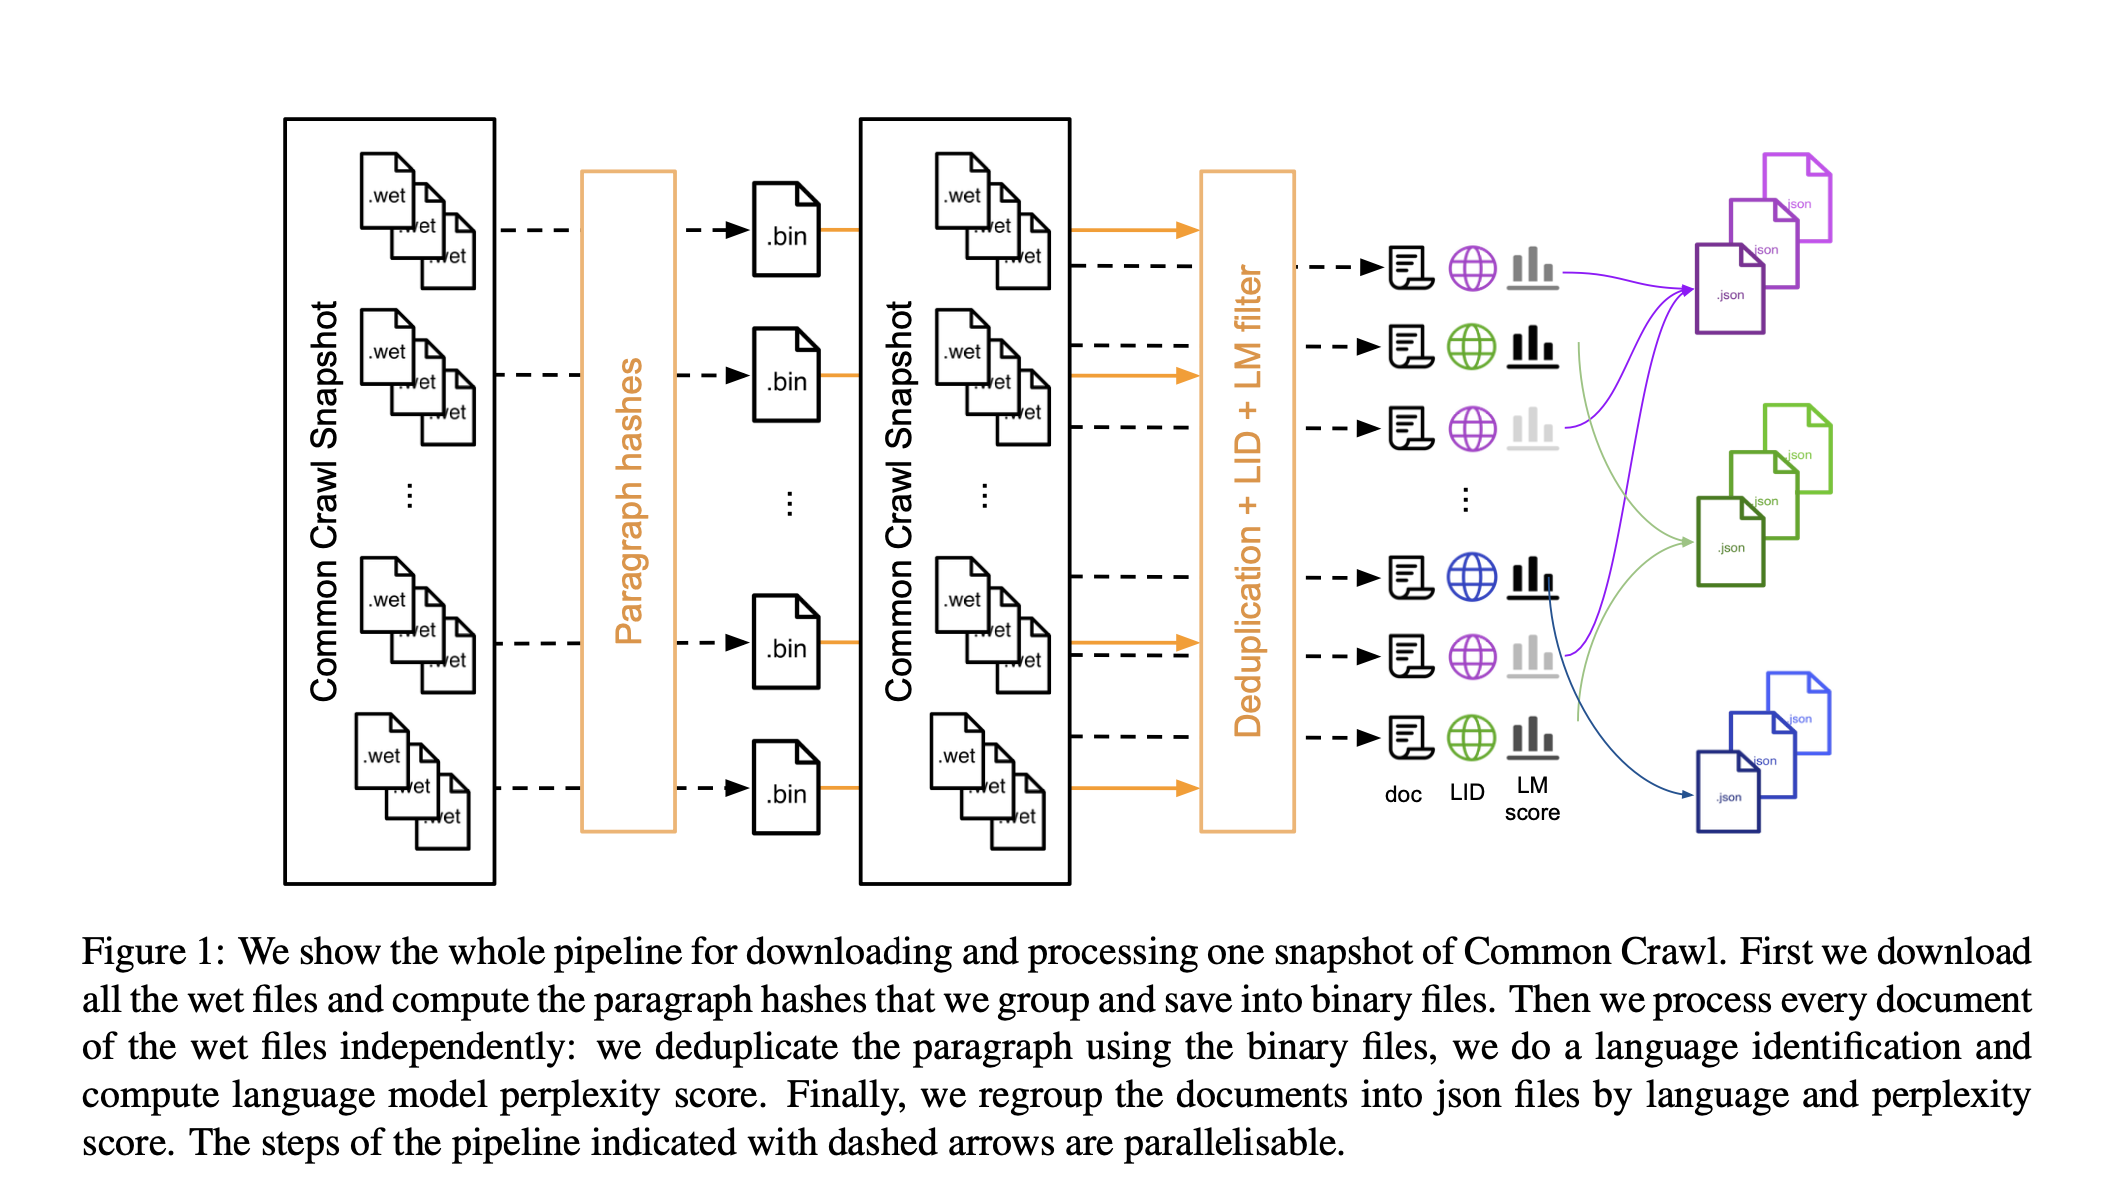 Common Crawl Snapshot
.wet
.wet
.wet
.wet
.wet
.wet
...
.wet
.wet
.wet
.wet
.wet
.wet
Paragraph hashes
.bin
.bin
...
.bin
.bin
Common Crawl Snapshot
.wet
.wet
.wet
.wet
.wet
.wet
...
.wet
.wet
.wet
.wet
.wet
.wet
Deduplication + LID + LM filter
...
doc
LID
LM
score
.json
.json
.json
.json
.json
.json
.json
.json
.json
Figure 1: We show the whole pipeline for downloading and processing one snapshot of Common Crawl. First we download
all the wet files and compute the paragraph hashes that we group and save into binary files. Then we process every document
of the wet files independently: we deduplicate the paragraph using the binary files, we do a language identification and
compute language model perplexity score. Finally, we regroup the documents into json files by language and perplexity
score. The steps of the pipeline indicated with dashed arrows are parallelisable.